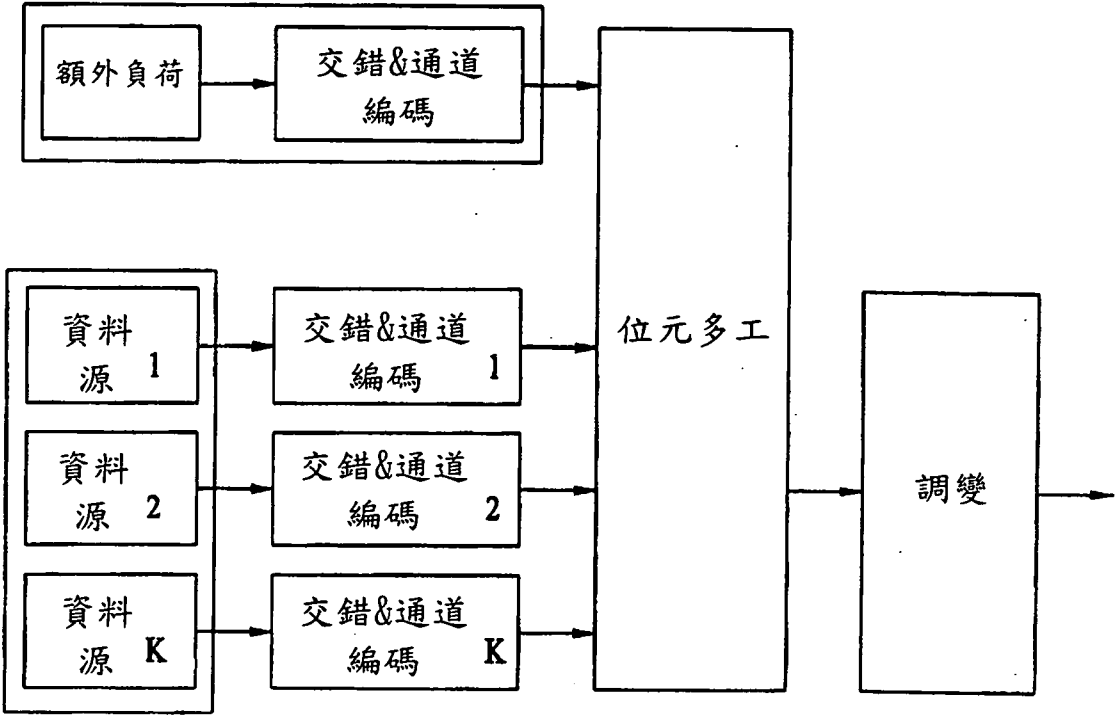 額外負荷
交錯&通道
編碼
資料
源 1
交錯&通道
編碼 1
資料
源 2
交錯&通道
編碼 2
資料
源 K
交錯&通道
編碼 K
位元多工
調變